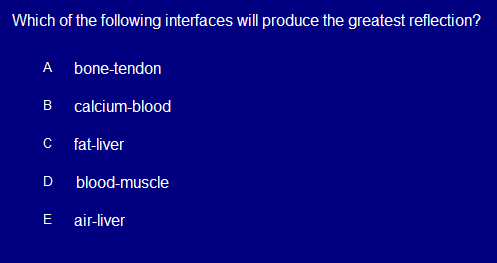 Which of the following interfaces will produce the greatest reflection?
A bone-tendon
B calcium-blood
C fat-liver
D blood-muscle
E air-liver